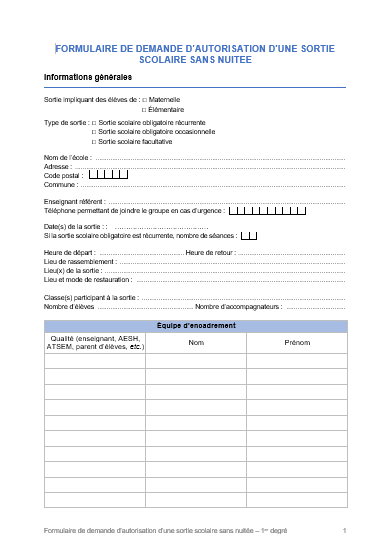 FORMULAIRE DE DEMANDE D'AUTORISATION D'UNE SORTIE
SCOLAIRE SANS NUITEE
Informations générales
Sortie impliquant des élèves de : □ Maternelle
□ Élémentaire
Type de sortie : □ Sortie scolaire obligatoire récurrente
□ Sortie scolaire obligatoire occasionnelle
□ Sortie scolaire facultative
Nom de l'école :
Adresse :
Code postal :
Commune :
Enseignant référent :
Téléphone permettant de joindre le groupe en cas d'urgence :
Date(s) de la sortie : :
Si la sortie scolaire obligatoire est récurrente, nombre de séances :
Heure de départ : Heure de retour :
Lieu de rassemblement :
Lieu(x) de la sortie :
Lieu et mode de restauration :
Classe(s) participant à la sortie :
Nombre d'élèves Nombre d'accompagnateurs :
Équipe d'encadrement
Qualité (enseignant, AESH,
ATSEM, parent d'élèves, etc.) Nom Prénom
Formulaire de demande d'autorisation d'une sortie scolaire sans nuitée – 1er degré 1